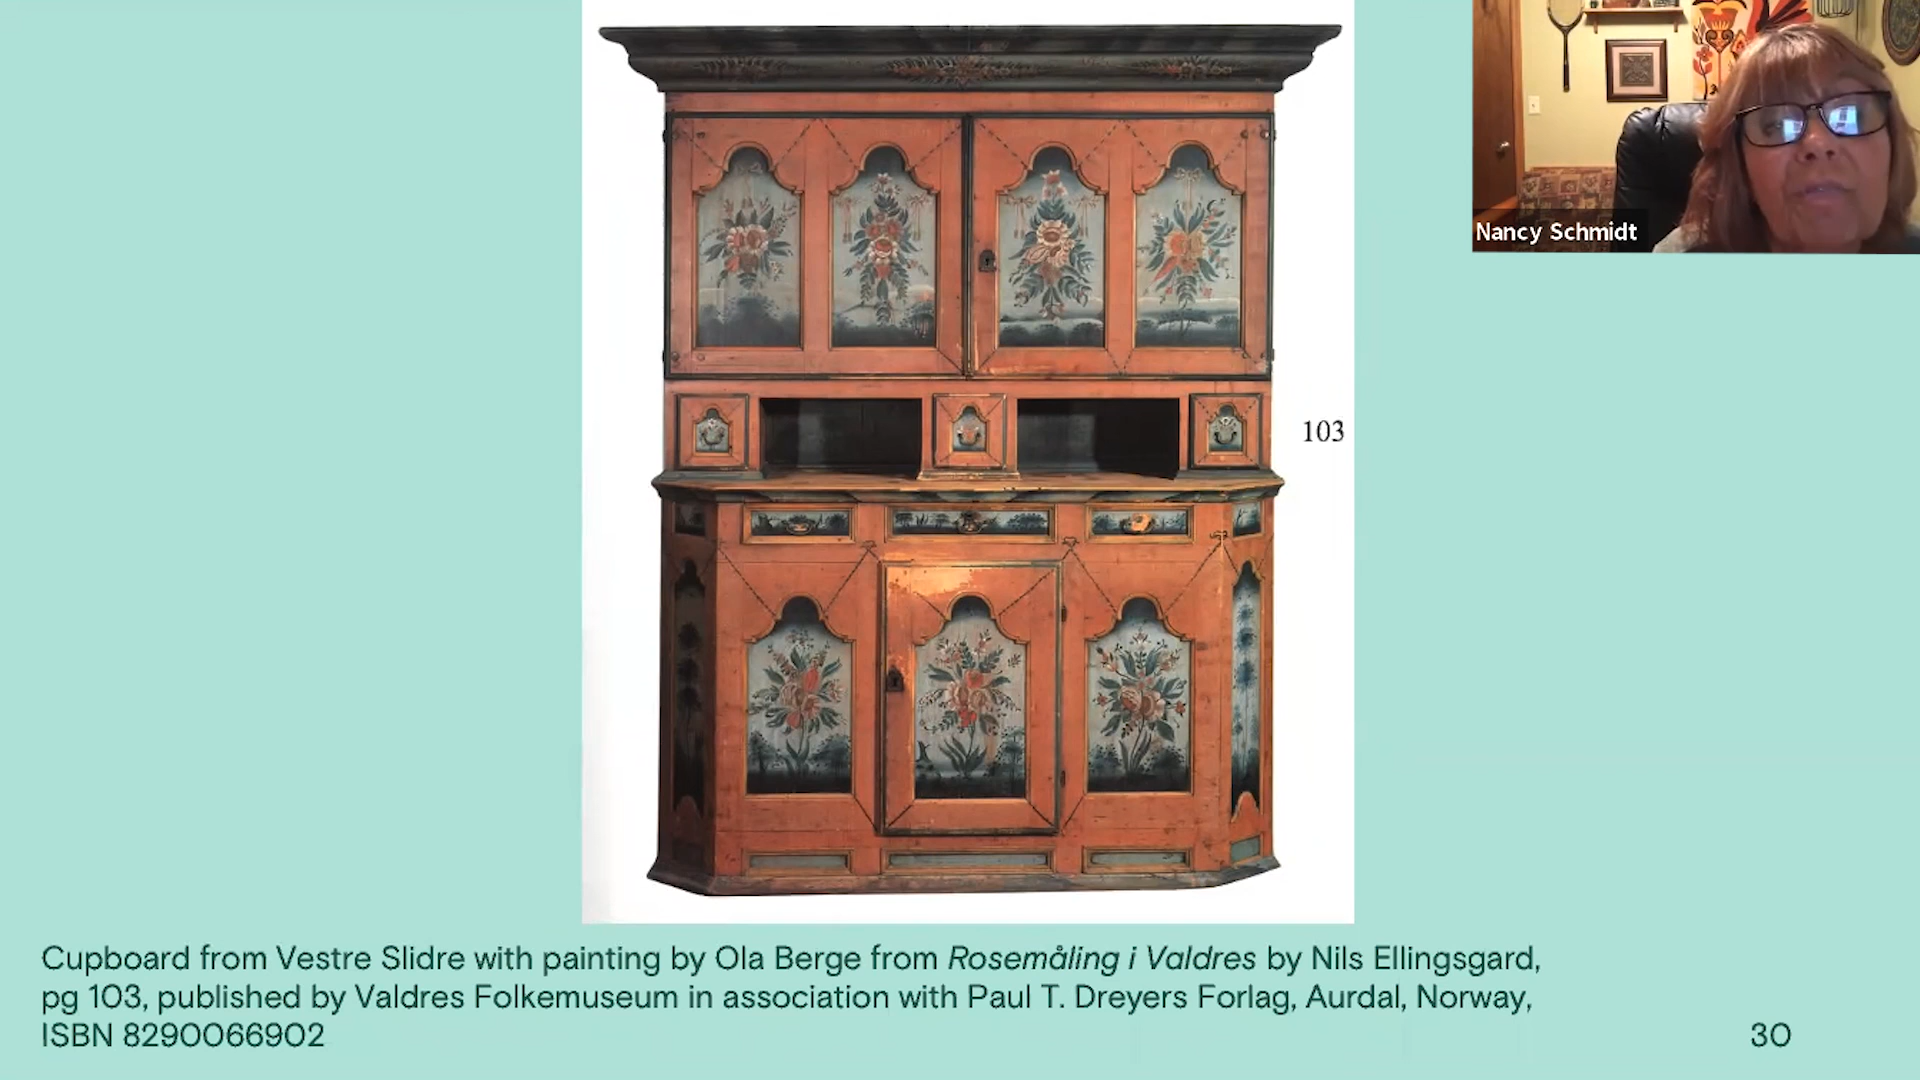 Nancy Schmidt
103
Cupboard from Vestre Slidre with painting by Ola Berge from Rosemåling i Valdres by Nils Ellingsgard,
pg 103, published by Valdres Folkemuseum in association with Paul T. Dreyers Forlag, Aurdal, Norway,
ISBN 8290066902
30